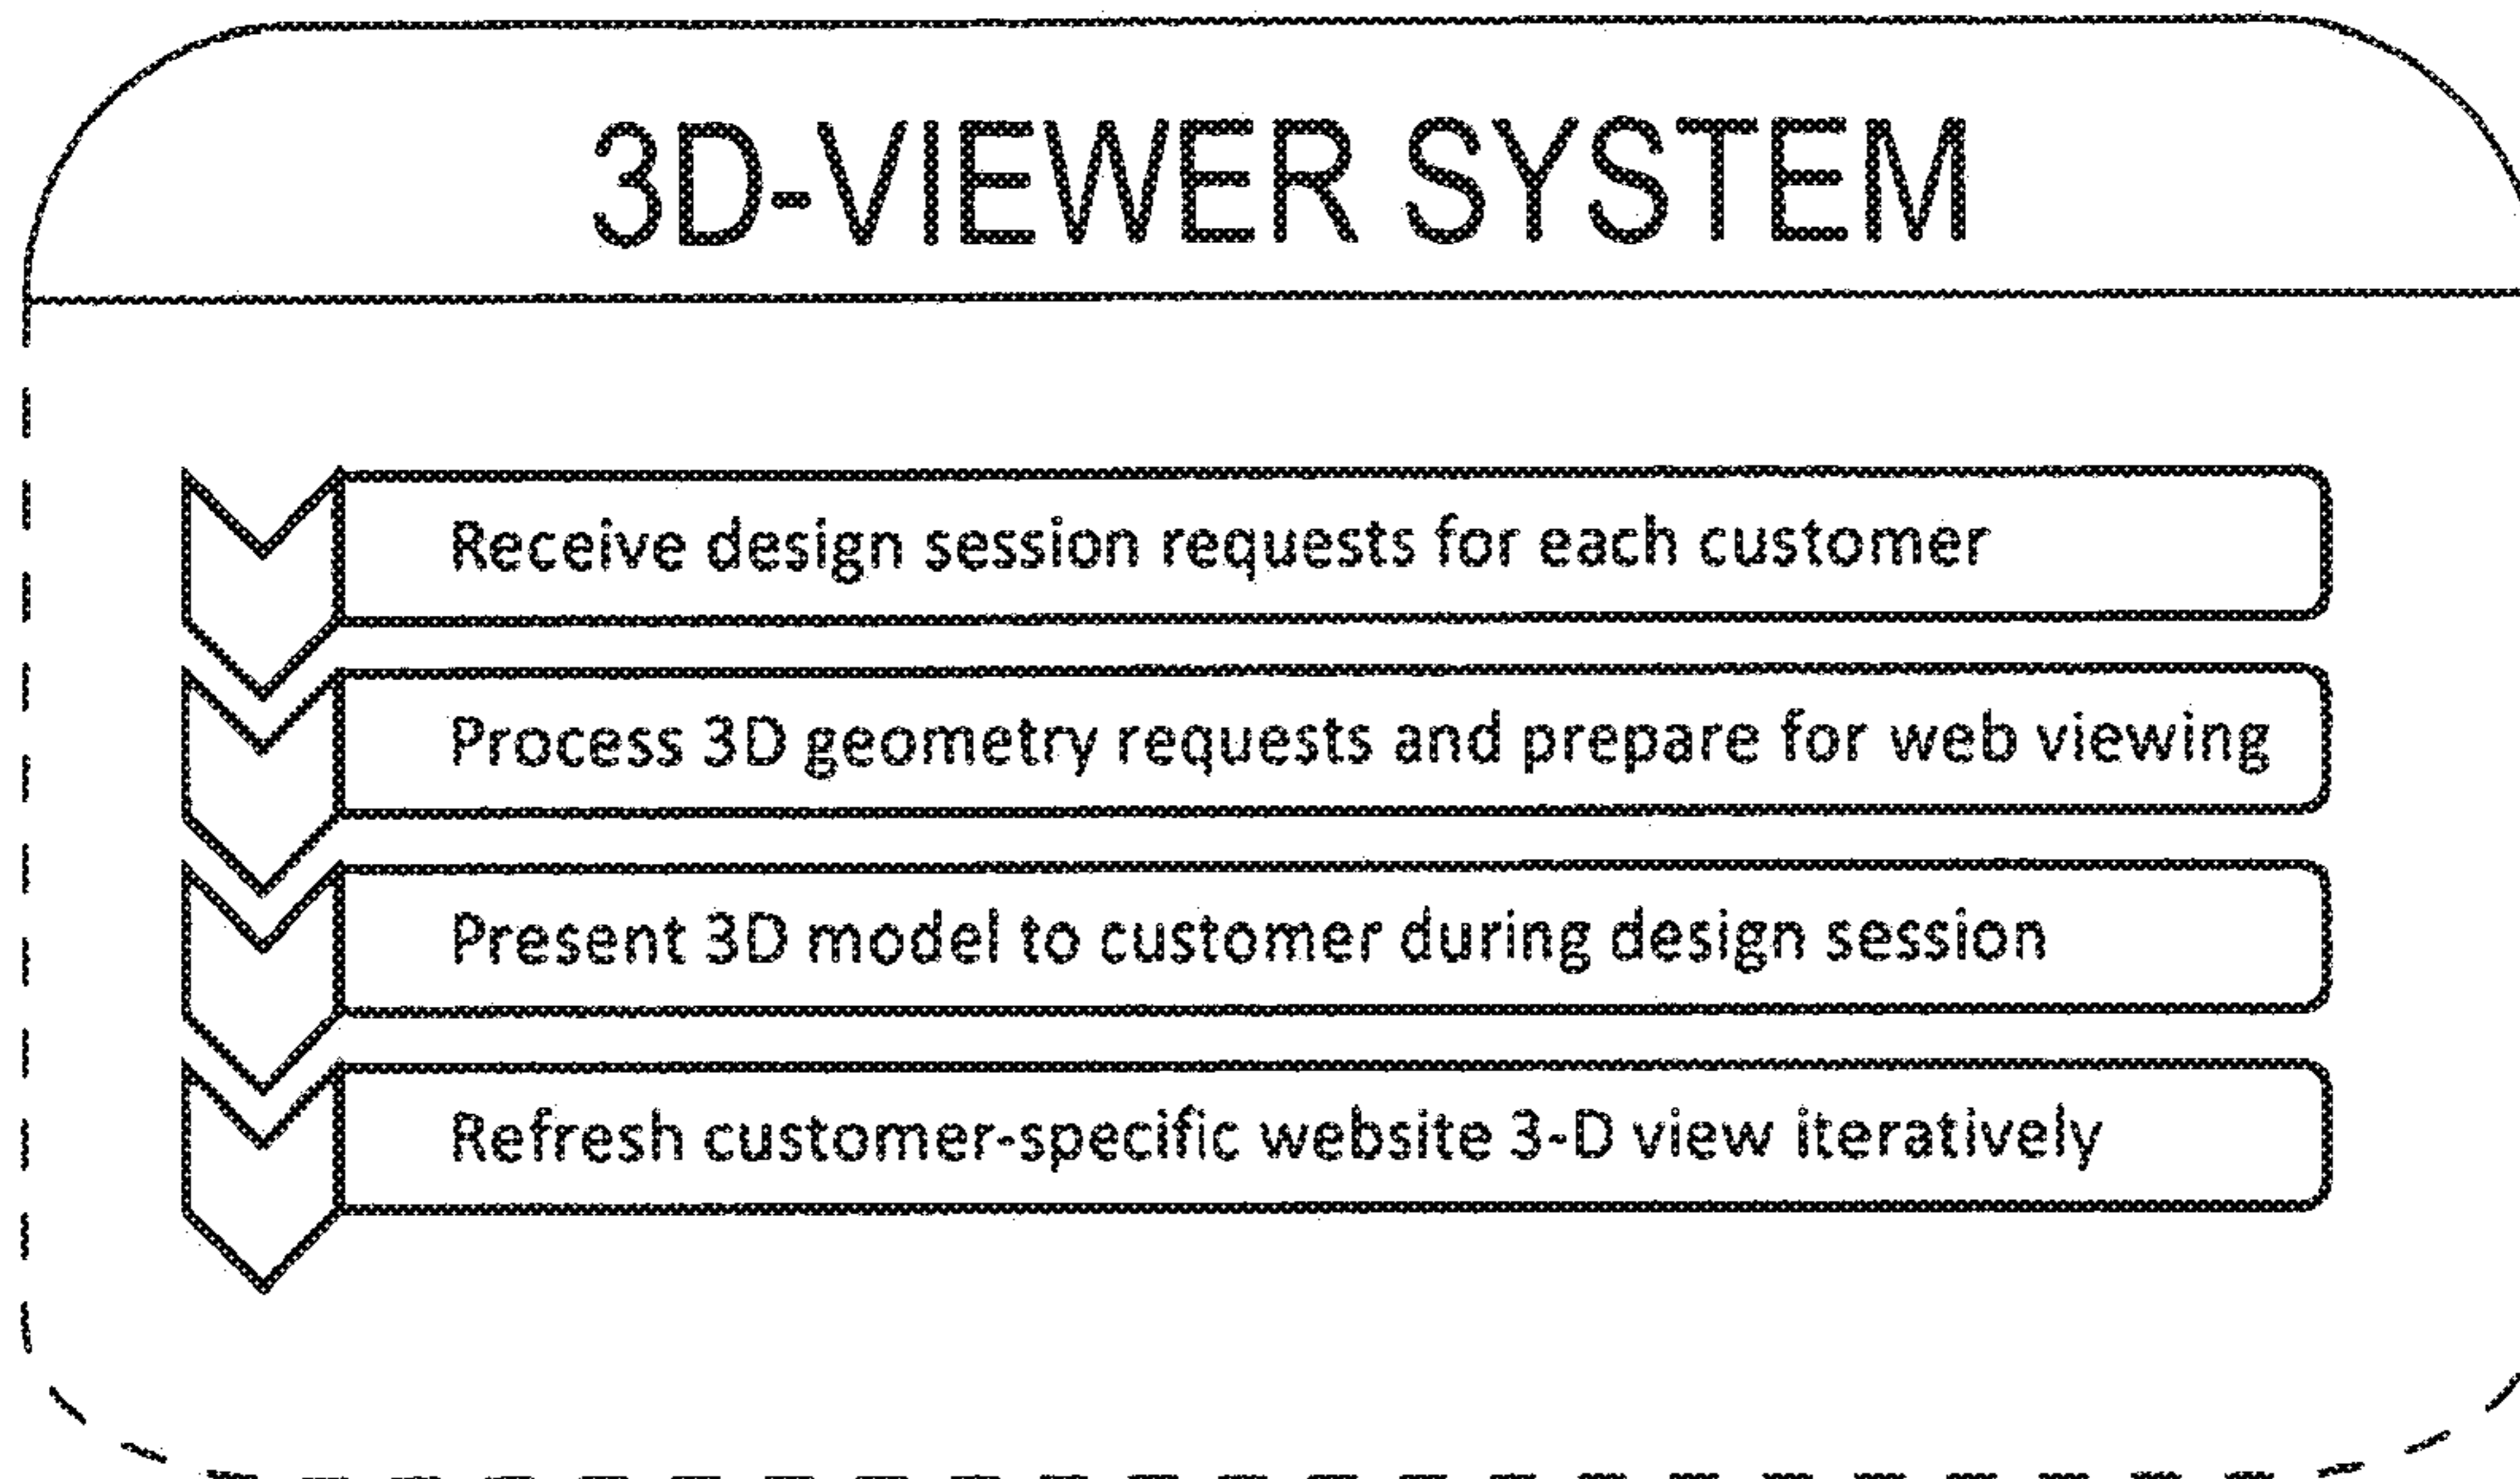 3D-VIEWER SYSTEM
Receive design session requests for each customer
Process 3D geometry requests and prepare for web viewing
Present 3D model to customer during design session
Refresh customer-specific website 3-D view iteratively